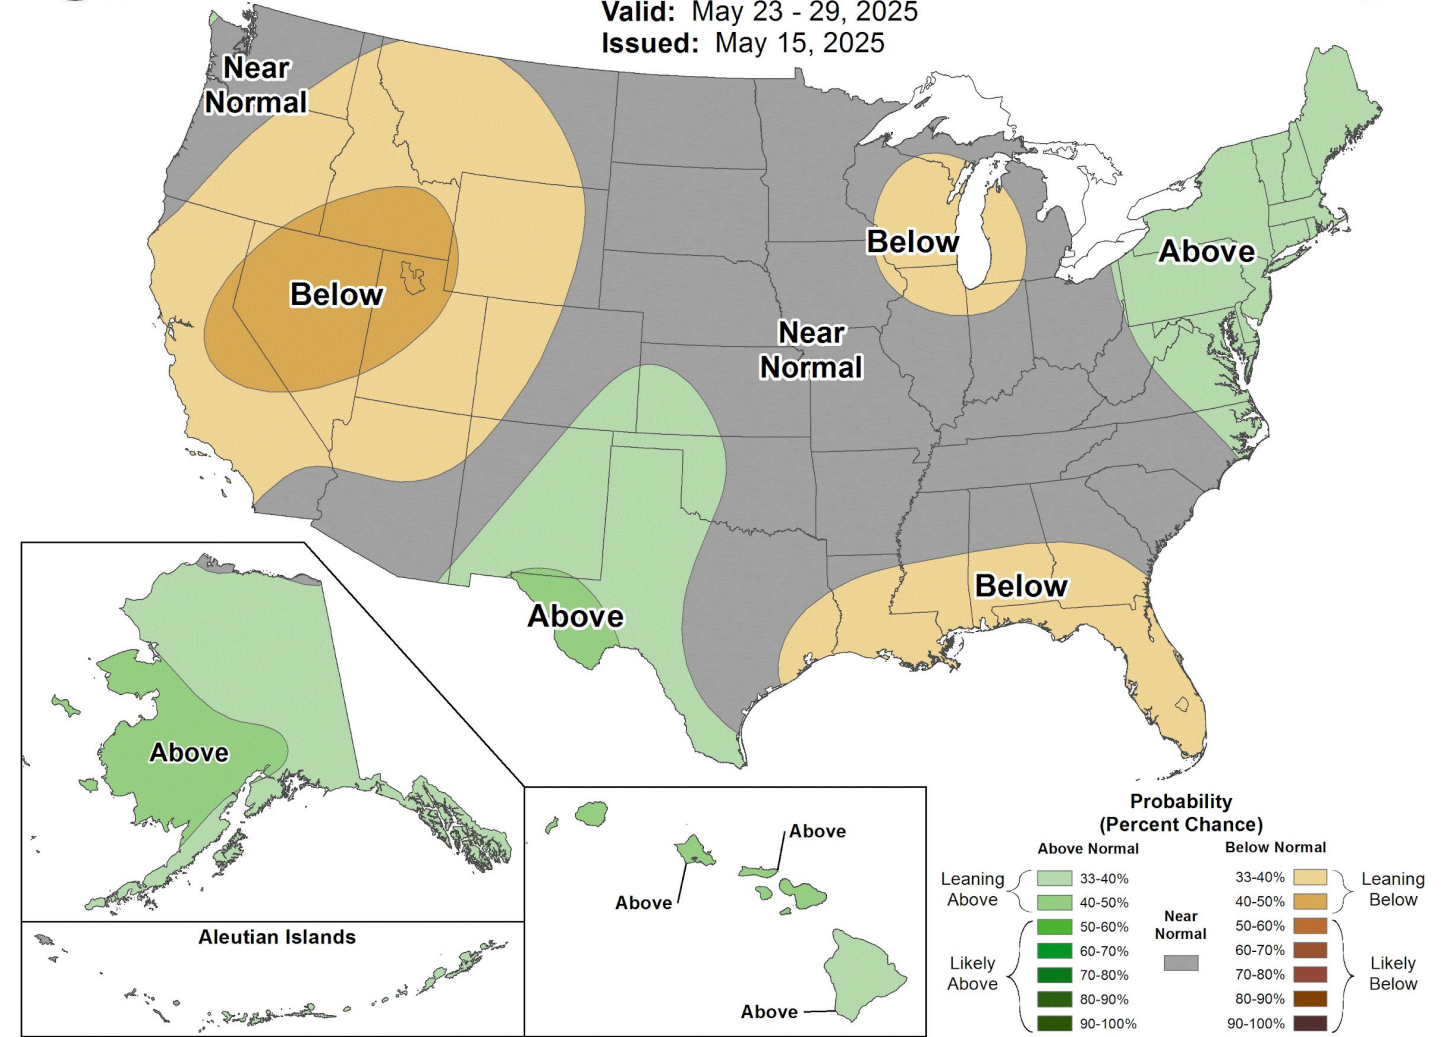 Valid: May 23 - 29, 2025
Issued: May 15, 2025
Near
Normal
Below
Below
Above
Near
Normal
Below
Above
Above
Aleutian Islands
Above
Above
Above
Probability
(Percent Chance)
Above Normal
Below Normal
Leaning
Above
33-40%
40-50%
Likely
Above
50-60%
60-70%
70-80%
80-90%
90-100%
Near
Normal
33-40%
40-50%
Leaning
Below
50-60%
60-70%
70-80%
80-90%
90-100%
Likely
Below